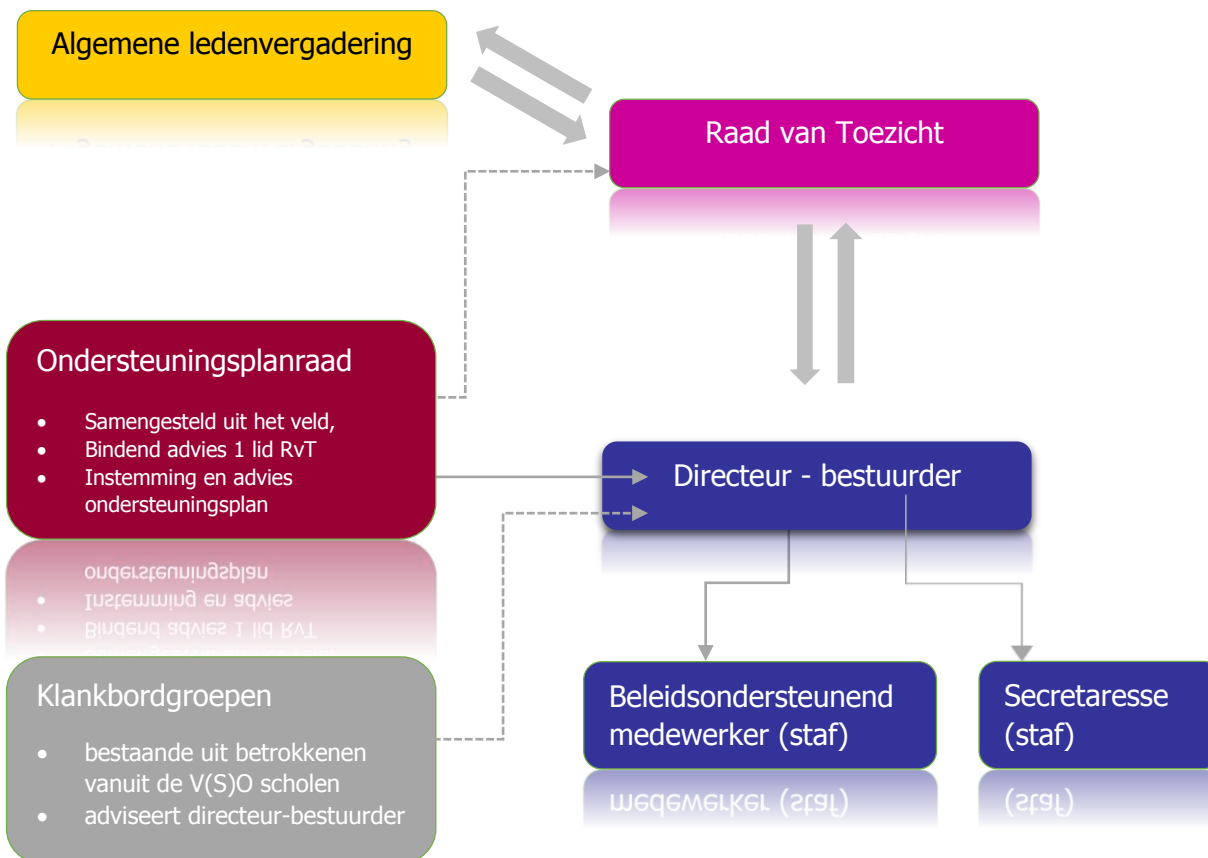 Algemene ledenvergadering
Raad van Toezicht
Ondersteuningsplanraad
• Samengesteld uit het veld,
• Bindend advies 1 lid RvT
• Instemming en advies
ondersteuningsplan
Directeur - bestuurder
Klankbordgroepen
• bestaande uit betrokkenen
vanuit de V(S)O scholen
• adviseert directeur-bestuurder
Beleidsondersteunend
medewerker (staf)
Secretaresse
(staf)